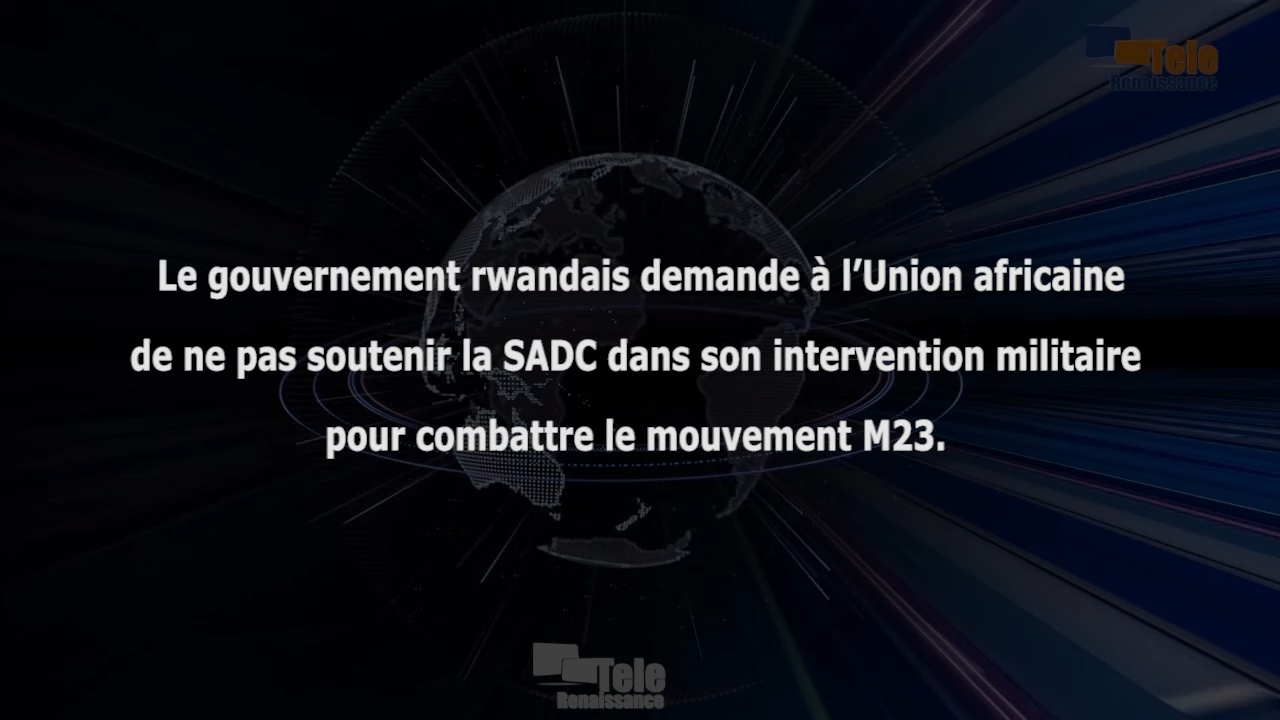 Tele
Renaissance
Le gouvernement rwandais demande à l’Union africaine
de ne pas soutenir la SADC dans son intervention militaire
pour combattre le mouvement M23.
Tele
Renaissance